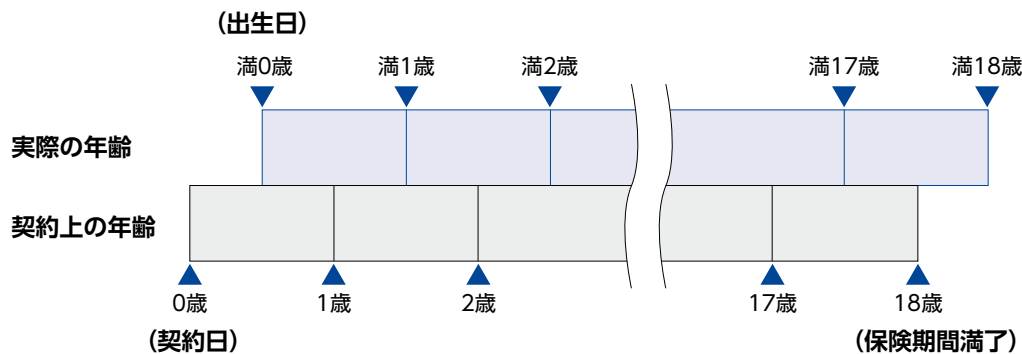 (出生日)
満0歳 満1歳 満2歳 満17歳 満18歳
実際の年齢
契約上の年齢
0歳 1歳 2歳 17歳 18歳
(契約日) (保険期間満了)